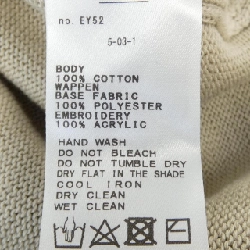 no. EY52
5-03-1
BODY
100% COTTON
WAPPEN
BASE FABRIC
100% POLYESTER
EMBROIDERY
100% ACRYLIC
HAND WASH
DO NOT BLEACH
DO NOT TUMBLE DRY
DRY FLAT IN THE SHADE
COOL IRON
DRY CLEAN
WET CLEAN